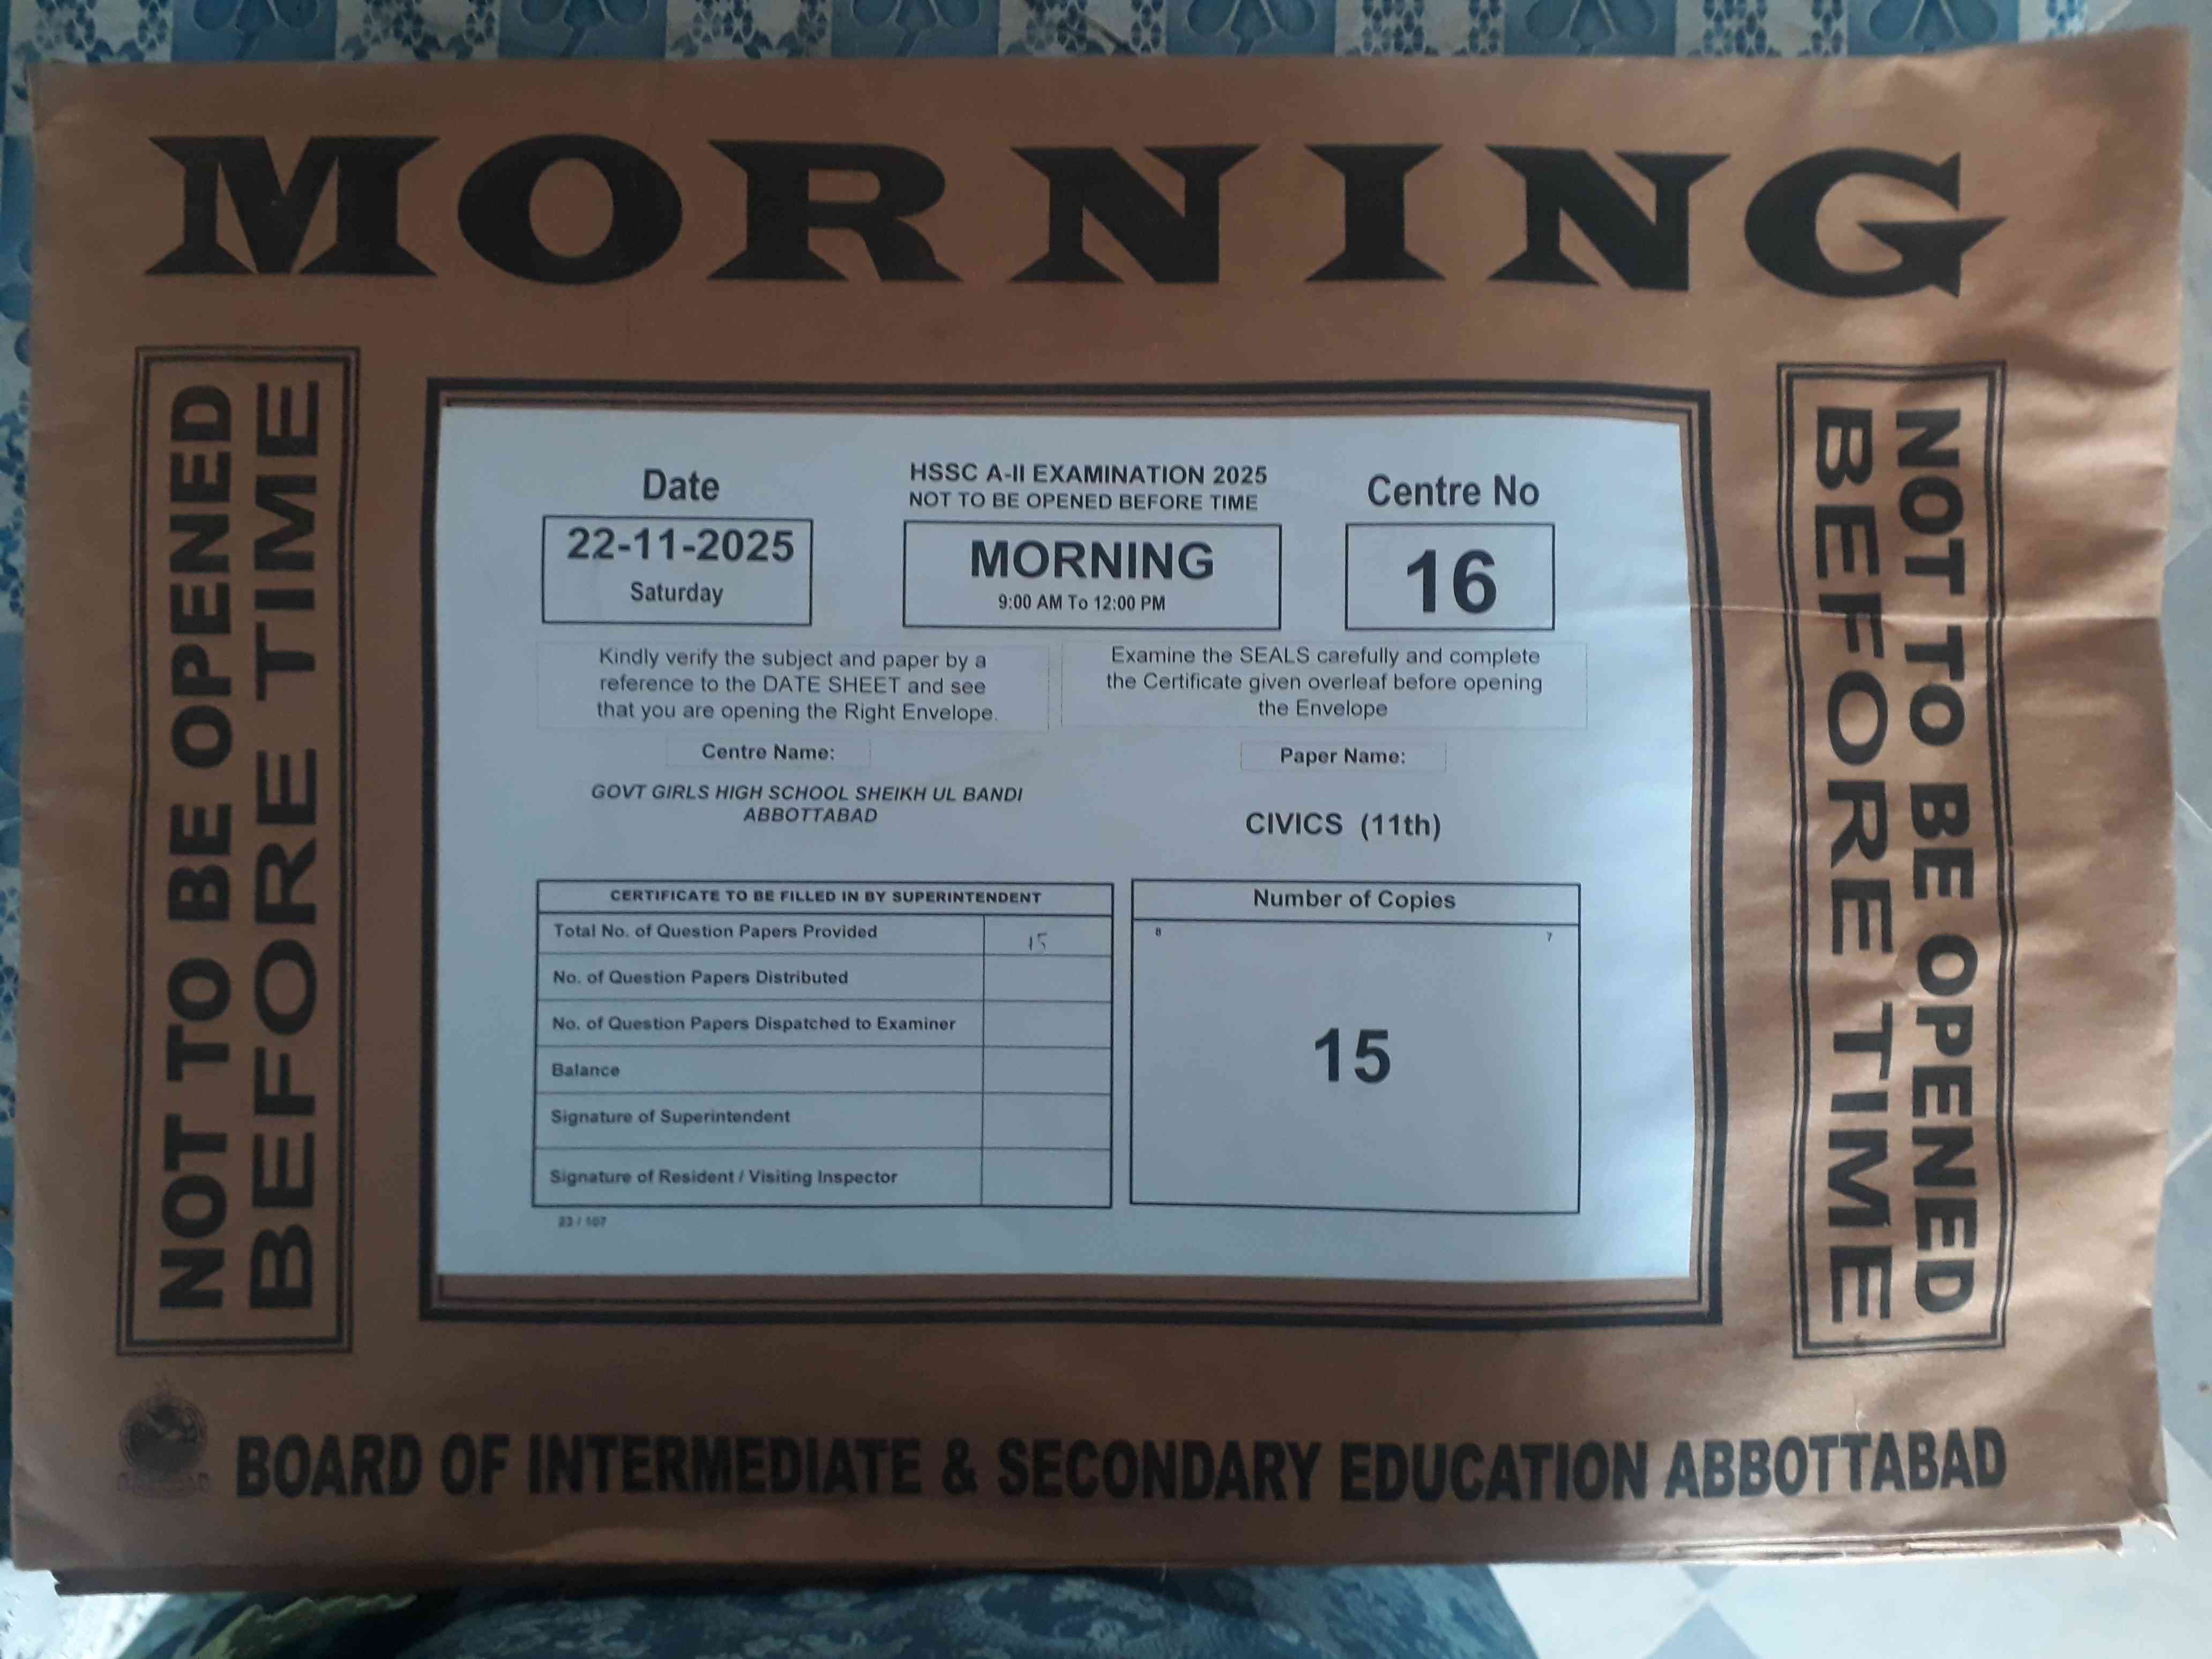 MORNING
NOT TO BE OPENED
BEFORE TIME
Date
22-11-2025
Saturday
HSSC A-II EXAMINATION 2025
NOT TO BE OPENED BEFORE TIME
MORNING
9:00 AM To 12:00 PM
Centre No
16
Kindly verify the subject and paper by a
reference to the DATE SHEET and see
that you are opening the Right Envelope.
Examine the SEALS carefully and complete
the Certificate given overleaf before opening
the Envelope
Centre Name:
GOVT GIRLS HIGH SCHOOL SHEIKH UL BANDI
ABBOTTABAD
Paper Name:
CIVICS (11th)
CERTIFICATE TO BE FILLED IN BY SUPERINTENDENT
Total No. of Question Papers Provided 15
No. of Question Papers Distributed
No. of Question Papers Dispatched to Examiner
Balance
Signature of Superintendent
Signature of Resident / Visiting Inspector
23 / 107
Number of Copies
8 7
15
NOT TO BE OPENED
BEFORE TIME
BOARD OF INTERMEDIATE & SECONDARY EDUCATION ABBOTTABAD